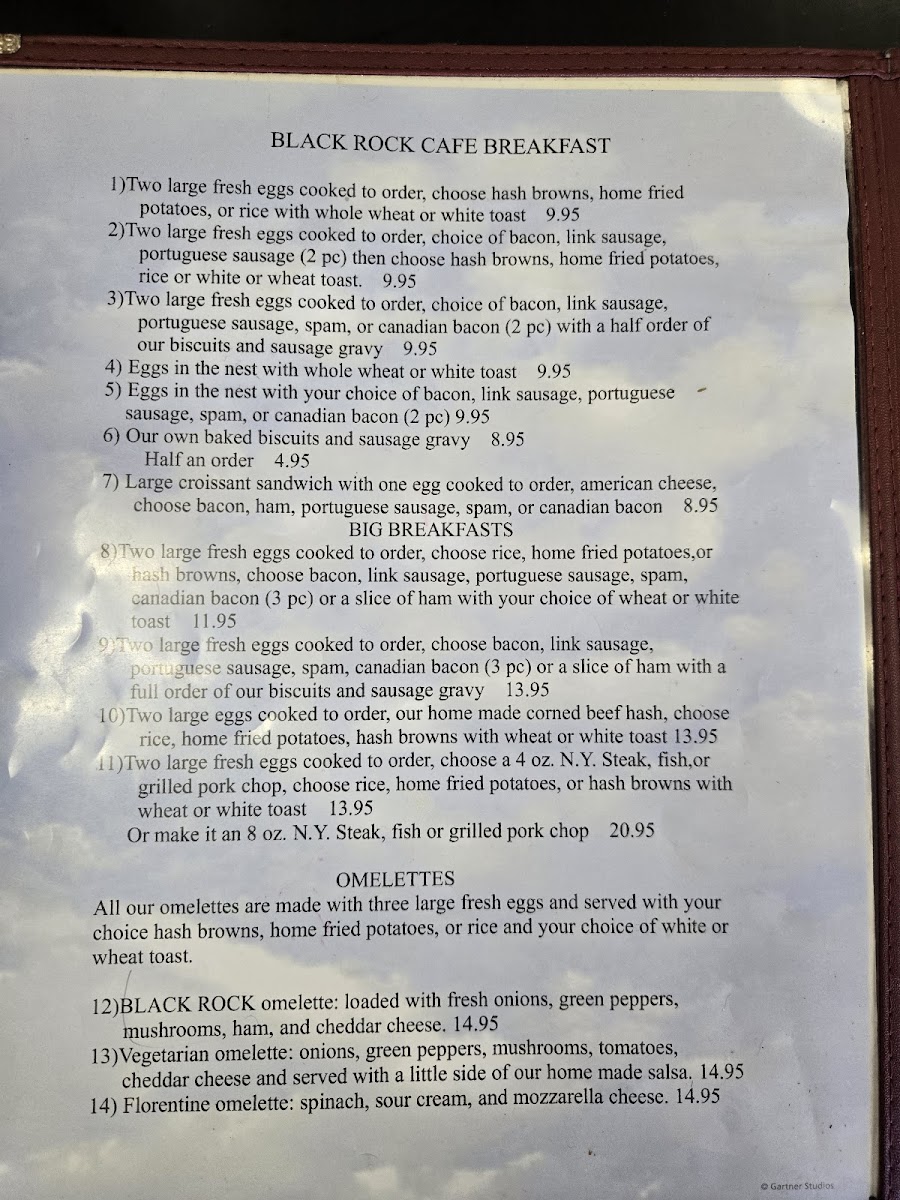 BLACK ROCK CAFE BREAKFAST
1)Two large fresh eggs cooked to order, choose hash browns, home fried
potatoes, or rice with whole wheat or white toast 9.95
2)Two large fresh eggs cooked to order, choice of bacon, link sausage,
portuguese sausage (2 pc) then choose hash browns, home fried potatoes,
rice or white or wheat toast. 9.95
3)Two large fresh eggs cooked to order, choice of bacon, link sausage,
portuguese sausage, spam, or canadian bacon (2 pc) with a half order of
our biscuits and sausage gravy 9.95
4) Eggs in the nest with whole wheat or white toast 9.95
5) Eggs in the nest with your choice of bacon, link sausage, portuguese
sausage, spam, or canadian bacon (2 pc) 9.95
6) Our own baked biscuits and sausage gravy 8.95
Half an order 4.95
7) Large croissant sandwich with one egg cooked to order, american cheese,
choose bacon, ham, portuguese sausage, spam, or canadian bacon 8.95
BIG BREAKFASTS
8)Two large fresh eggs cooked to order, choose rice, home fried potatoes,or
hash browns, choose bacon, link sausage, portuguese sausage, spam,
canadian bacon (3 pc) or a slice of ham with your choice of wheat or white
toast 11.95
9)Two large fresh eggs cooked to order, choose bacon, link sausage,
portuguese sausage, spam, canadian bacon (3 pc) or a slice of ham with a
full order of our biscuits and sausage gravy 13.95
10)Two large eggs cooked to order, our home made corned beef hash, choose
rice, home fried potatoes, hash browns with wheat or white toast 13.95
11)Two large fresh eggs cooked to order, choose a 4 oz. N.Y. Steak, fish,or
grilled pork chop, choose rice, home fried potatoes, or hash browns with
wheat or white toast 13.95
Or make it an 8 oz. N.Y. Steak, fish or grilled pork chop 20.95
OMELETTES
All our omelettes are made with three large fresh eggs and served with your
choice hash browns, home fried potatoes, or rice and your choice of white or
wheat toast.
12)BLACK ROCK omelette: loaded with fresh onions, green peppers,
mushrooms, ham, and cheddar cheese. 14.95
13)Vegetarian omelette: onions, green peppers, mushrooms, tomatoes,
cheddar cheese and served with a little side of our home made salsa. 14.95
14) Florentine omelette: spinach, sour cream, and mozzarella cheese. 14.95
© Gartner Studios